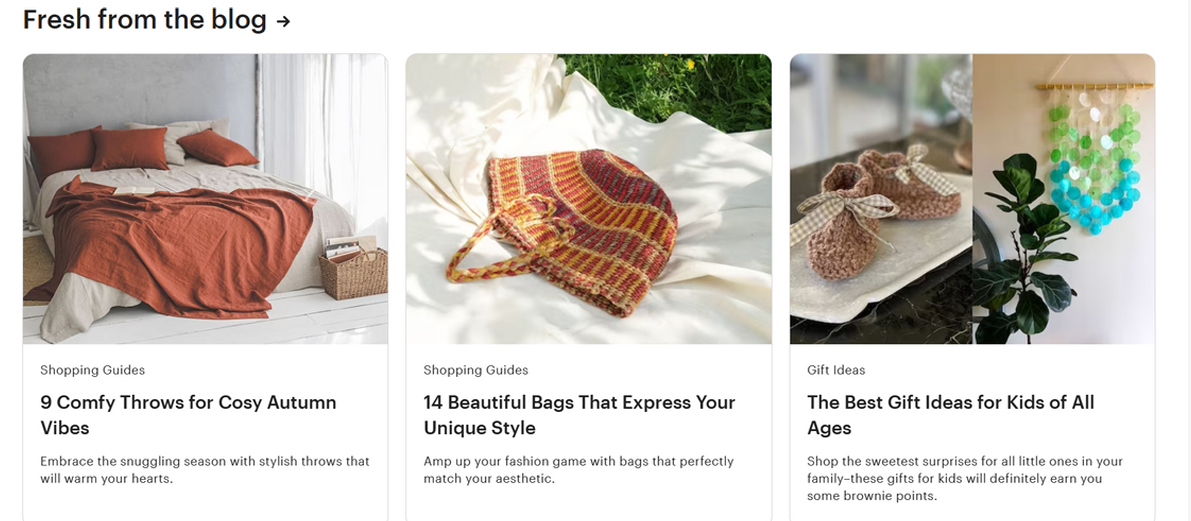 Fresh from the blog →
Shopping Guides
9 Comfy Throws for Cosy Autumn
Vibes
Embrace the snuggling season with stylish throws that
will warm your hearts.
Shopping Guides
14 Beautiful Bags That Express Your
Unique Style
Amp up your fashion game with bags that perfectly
match your aesthetic.
Gift Ideas
The Best Gift Ideas for Kids of All
Ages
Shop the sweetest surprises for all little ones in your
family–these gifts for kids will definitely earn you
some brownie points.